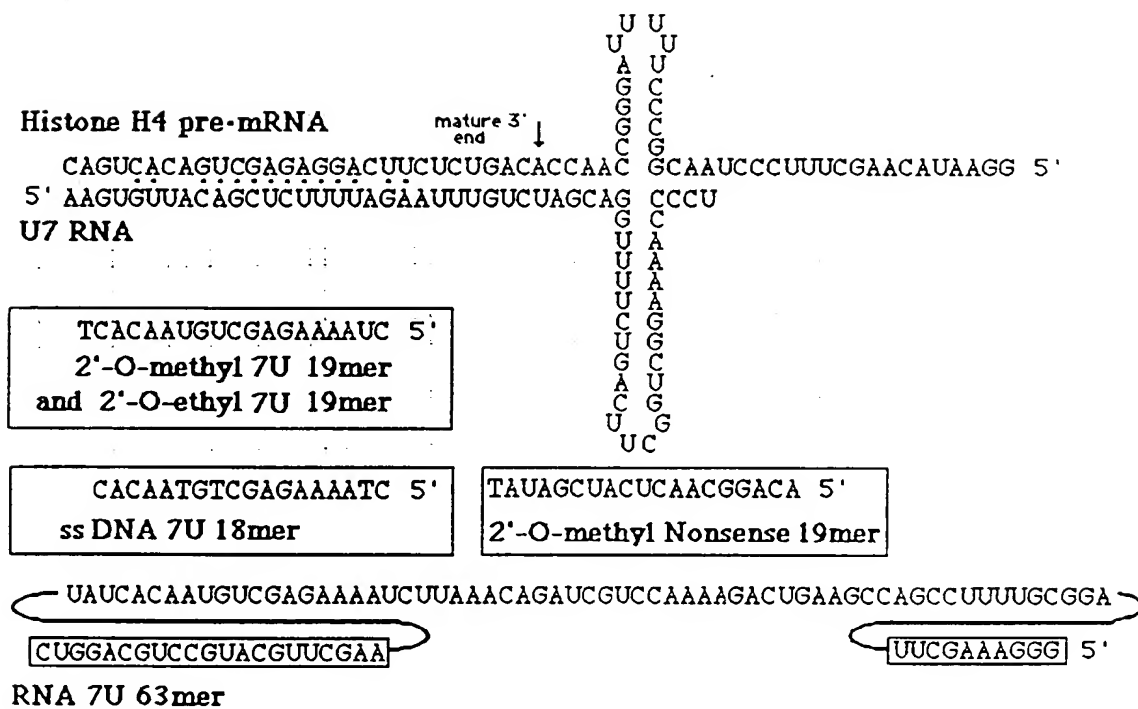 U U
U U
A U
G C
G C
G C
Histone H4 pre-mRNA mature 3'
end
C G
CAGUCACAGUCGAGAGGACUUCUCUGACACCAAC GCAAUCCCUUUCGAACAUAAGG 5'
5' AAGUGUUACAGCUCUUUUAGAAUUUGUCUAGCAG CCCU
U7 RNA
G C
U A
U A
U A
U A
C G
U G
G C
A U
C G
U G
UC C
TCACAAUGUCGAGAAAAUC 5'
2'-O-methyl 7U 19mer
and 2'-O-ethyl 7U 19mer
CACAATGTCGAGAAAATC 5'
ss DNA 7U 18mer
TAUAGCUACUCAACGGACA 5'
2'-O-methyl Nonsense 19mer
UAUCACAAUGUCGAGAAAAUCUUAAACAGAUCGUCCAAAAGACUGAAGCCAGCCUUUUGCGGA
CUGGACGUCCGUACGUUCGAA UUCGAAAGGG 5'
RNA 7U 63mer